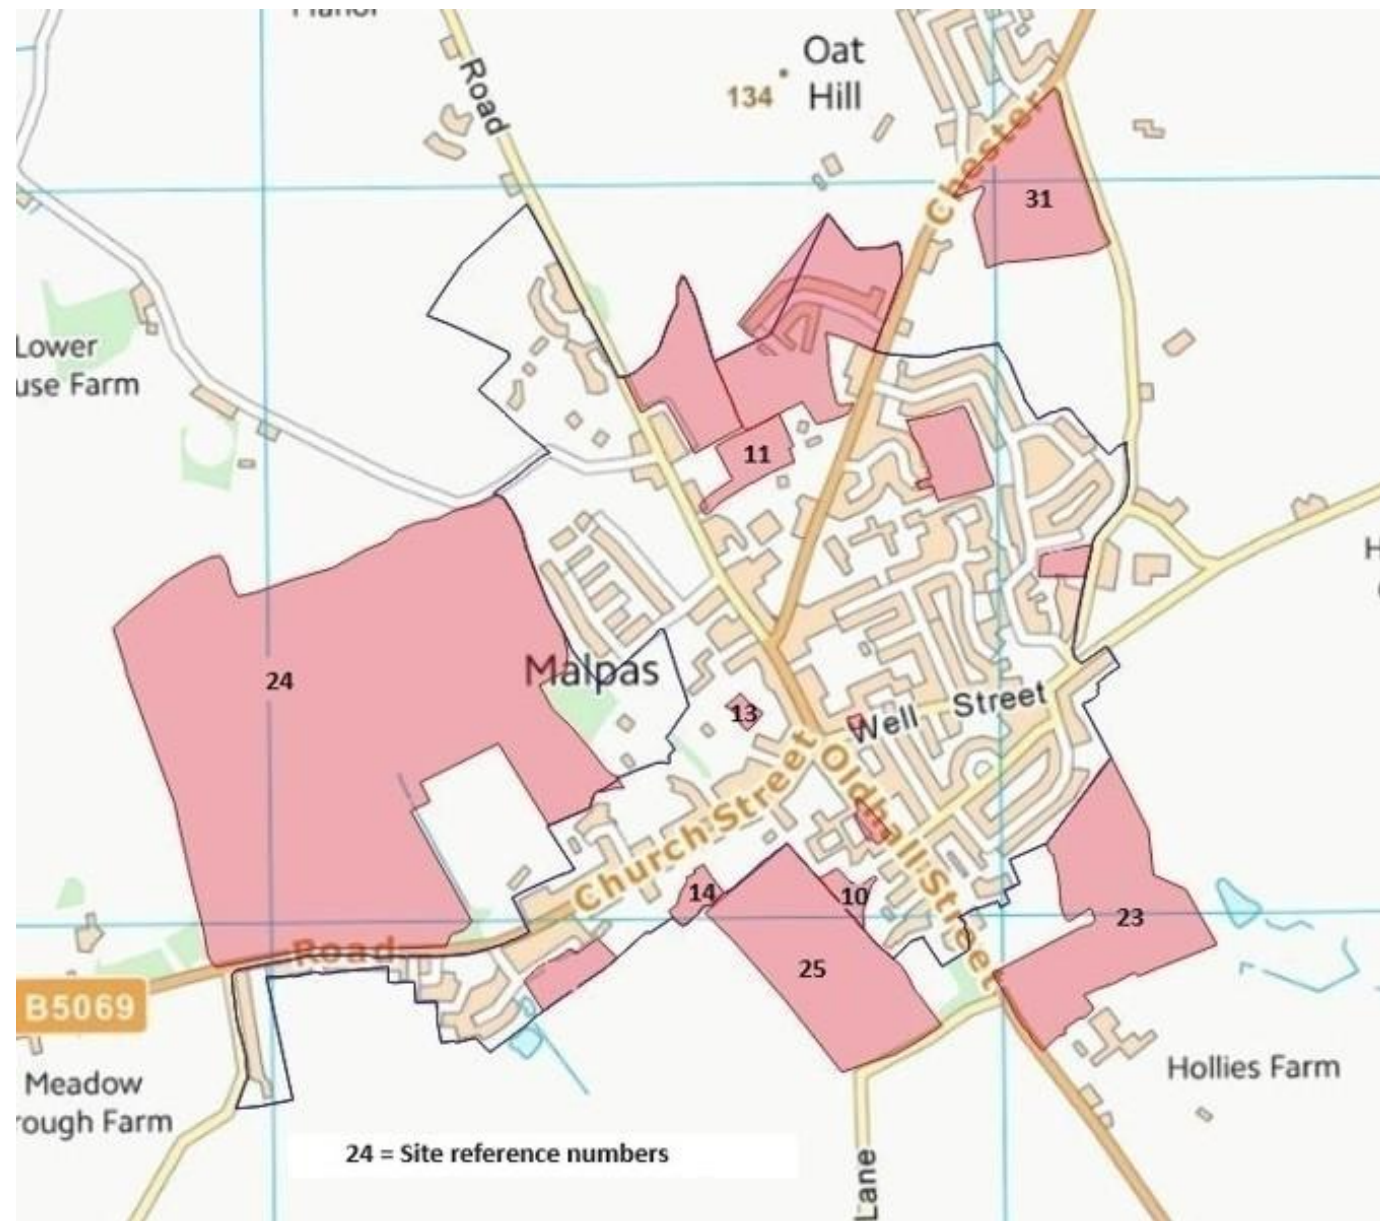 Road
Oat
Hill
134
Chester
31
Lower
use Farm
11
24
Malpas
13
Well Street
Church Street
Oldhall Street
14
10
23
25
Road
B5069
Meadow
rough Farm
Hollies Farm
24 = Site reference numbers
Lane